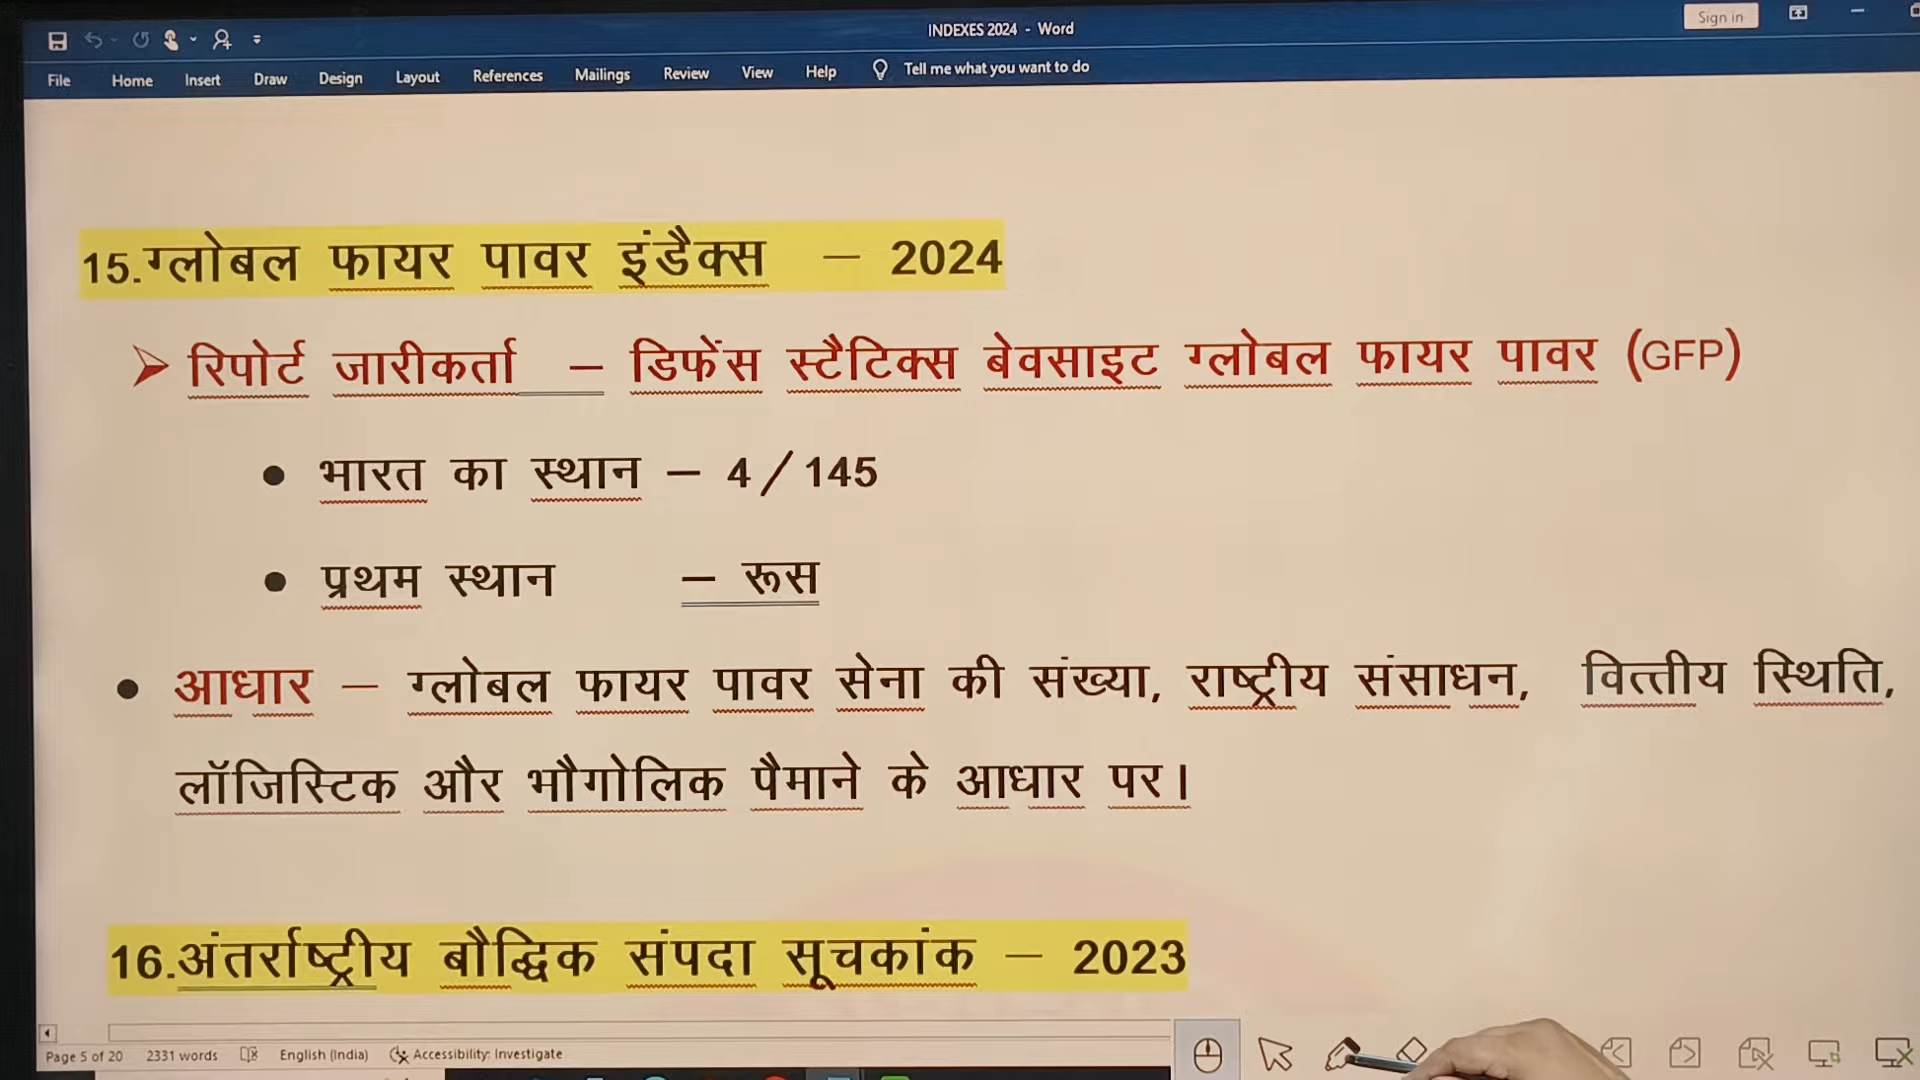 INDEXES 2024 - Word
Sign in
File Home Insert Draw Design Layout References Mailings Review View Help Tell me what you want to do
15.ग्लोबल फायर पावर इंडैक्स – 2024
रिपोर्ट जारीकर्ता – डिफेंस स्टैटिक्स बेवसाइट ग्लोबल फायर पावर (GFP)
भारत का स्थान – 4/145
प्रथम स्थान – रूस
आधार – ग्लोबल फायर पावर सेना की संख्या, राष्ट्रीय संसाधन, वित्तीय स्थिति,
लॉजिस्टिक और भौगोलिक पैमाने के आधार पर।
16.अंतर्राष्ट्रीय बौद्धिक संपदा सूचकांक – 2023
Page 5 of 20 2331 words English (India) Accessibility: Investigate